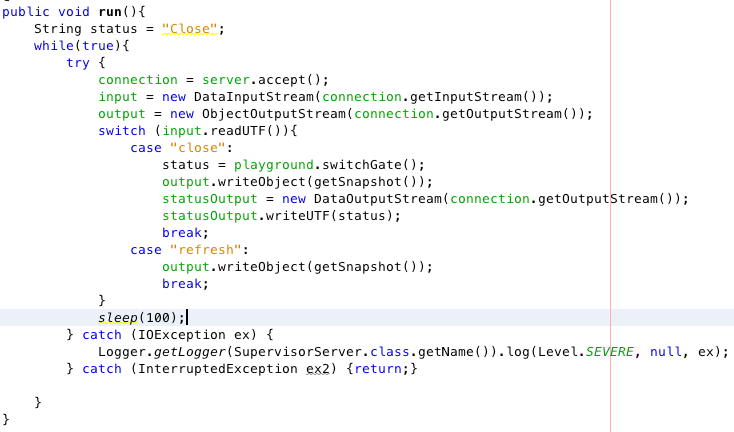 public void run(){
    String status = "Close";
    while(true){
        try {
            connection = server.accept();
            input = new DataInputStream(connection.getInputStream());
            output = new ObjectOutputStream(connection.getOutputStream());
            switch (input.readUTF()){
                case "close":
                    status = playground.switchGate();
                    output.writeObject(getSnapshot());
                    statusOutput = new DataOutputStream(connection.getOutputStream());
                    statusOutput.writeUTF(status);
                    break;
                case "refresh":
                    output.writeObject(getSnapshot());
                    break;
            }
            sleep(100);
        } catch (IOException ex) {
            Logger.getLogger(SupervisorServer.class.getName()).log(Level.SEVERE, null, ex);
        } catch (InterruptedException ex2) {return;}
    }
}